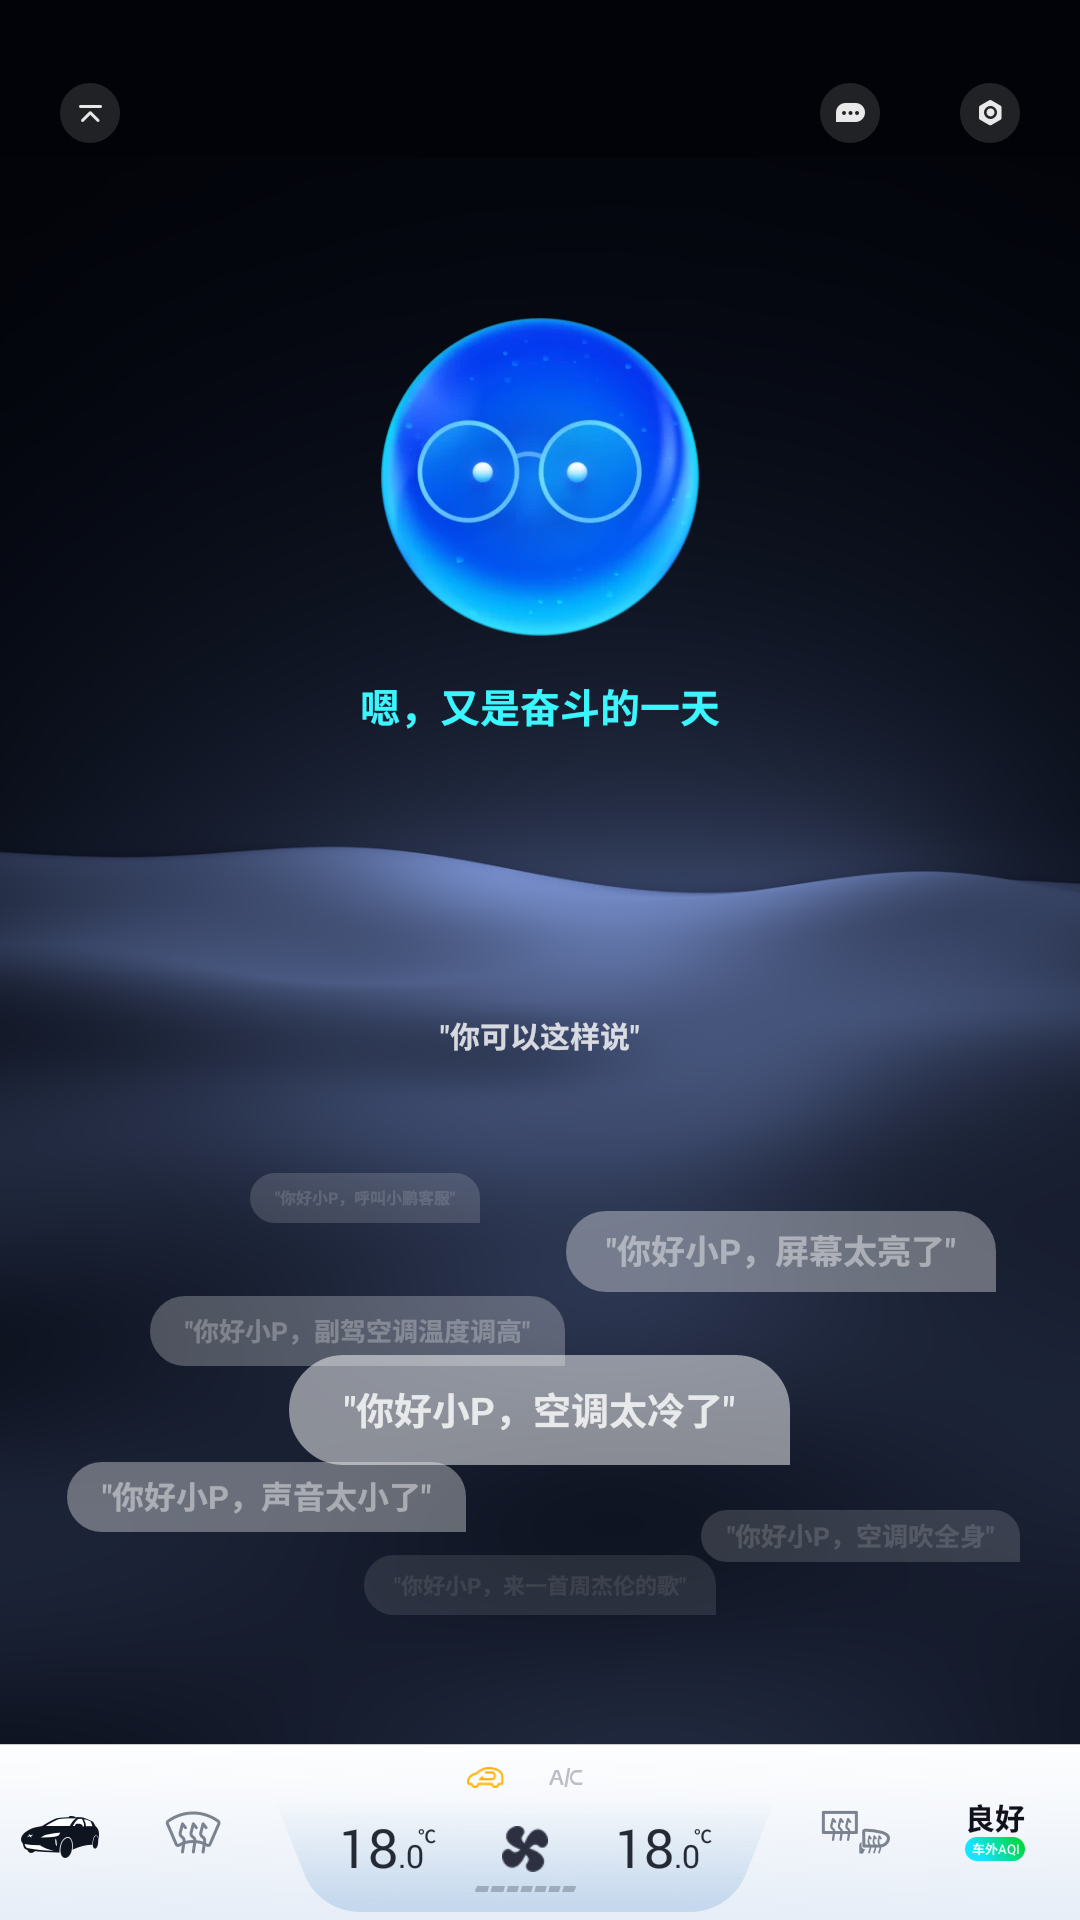 嗯，又是奋斗的一天
"你可以这样说"
"你好小P，呼叫小鹏客服"
"你好小P，屏幕太亮了"
"你好小P，副驾空调温度调高"
"你好小P，空调太冷了"
"你好小P，声音太小了"
"你好小P，空调吹全身"
"你好小P，来一首周杰伦的歌"
A/C
18.0℃
18.0℃
良好
车外AQI